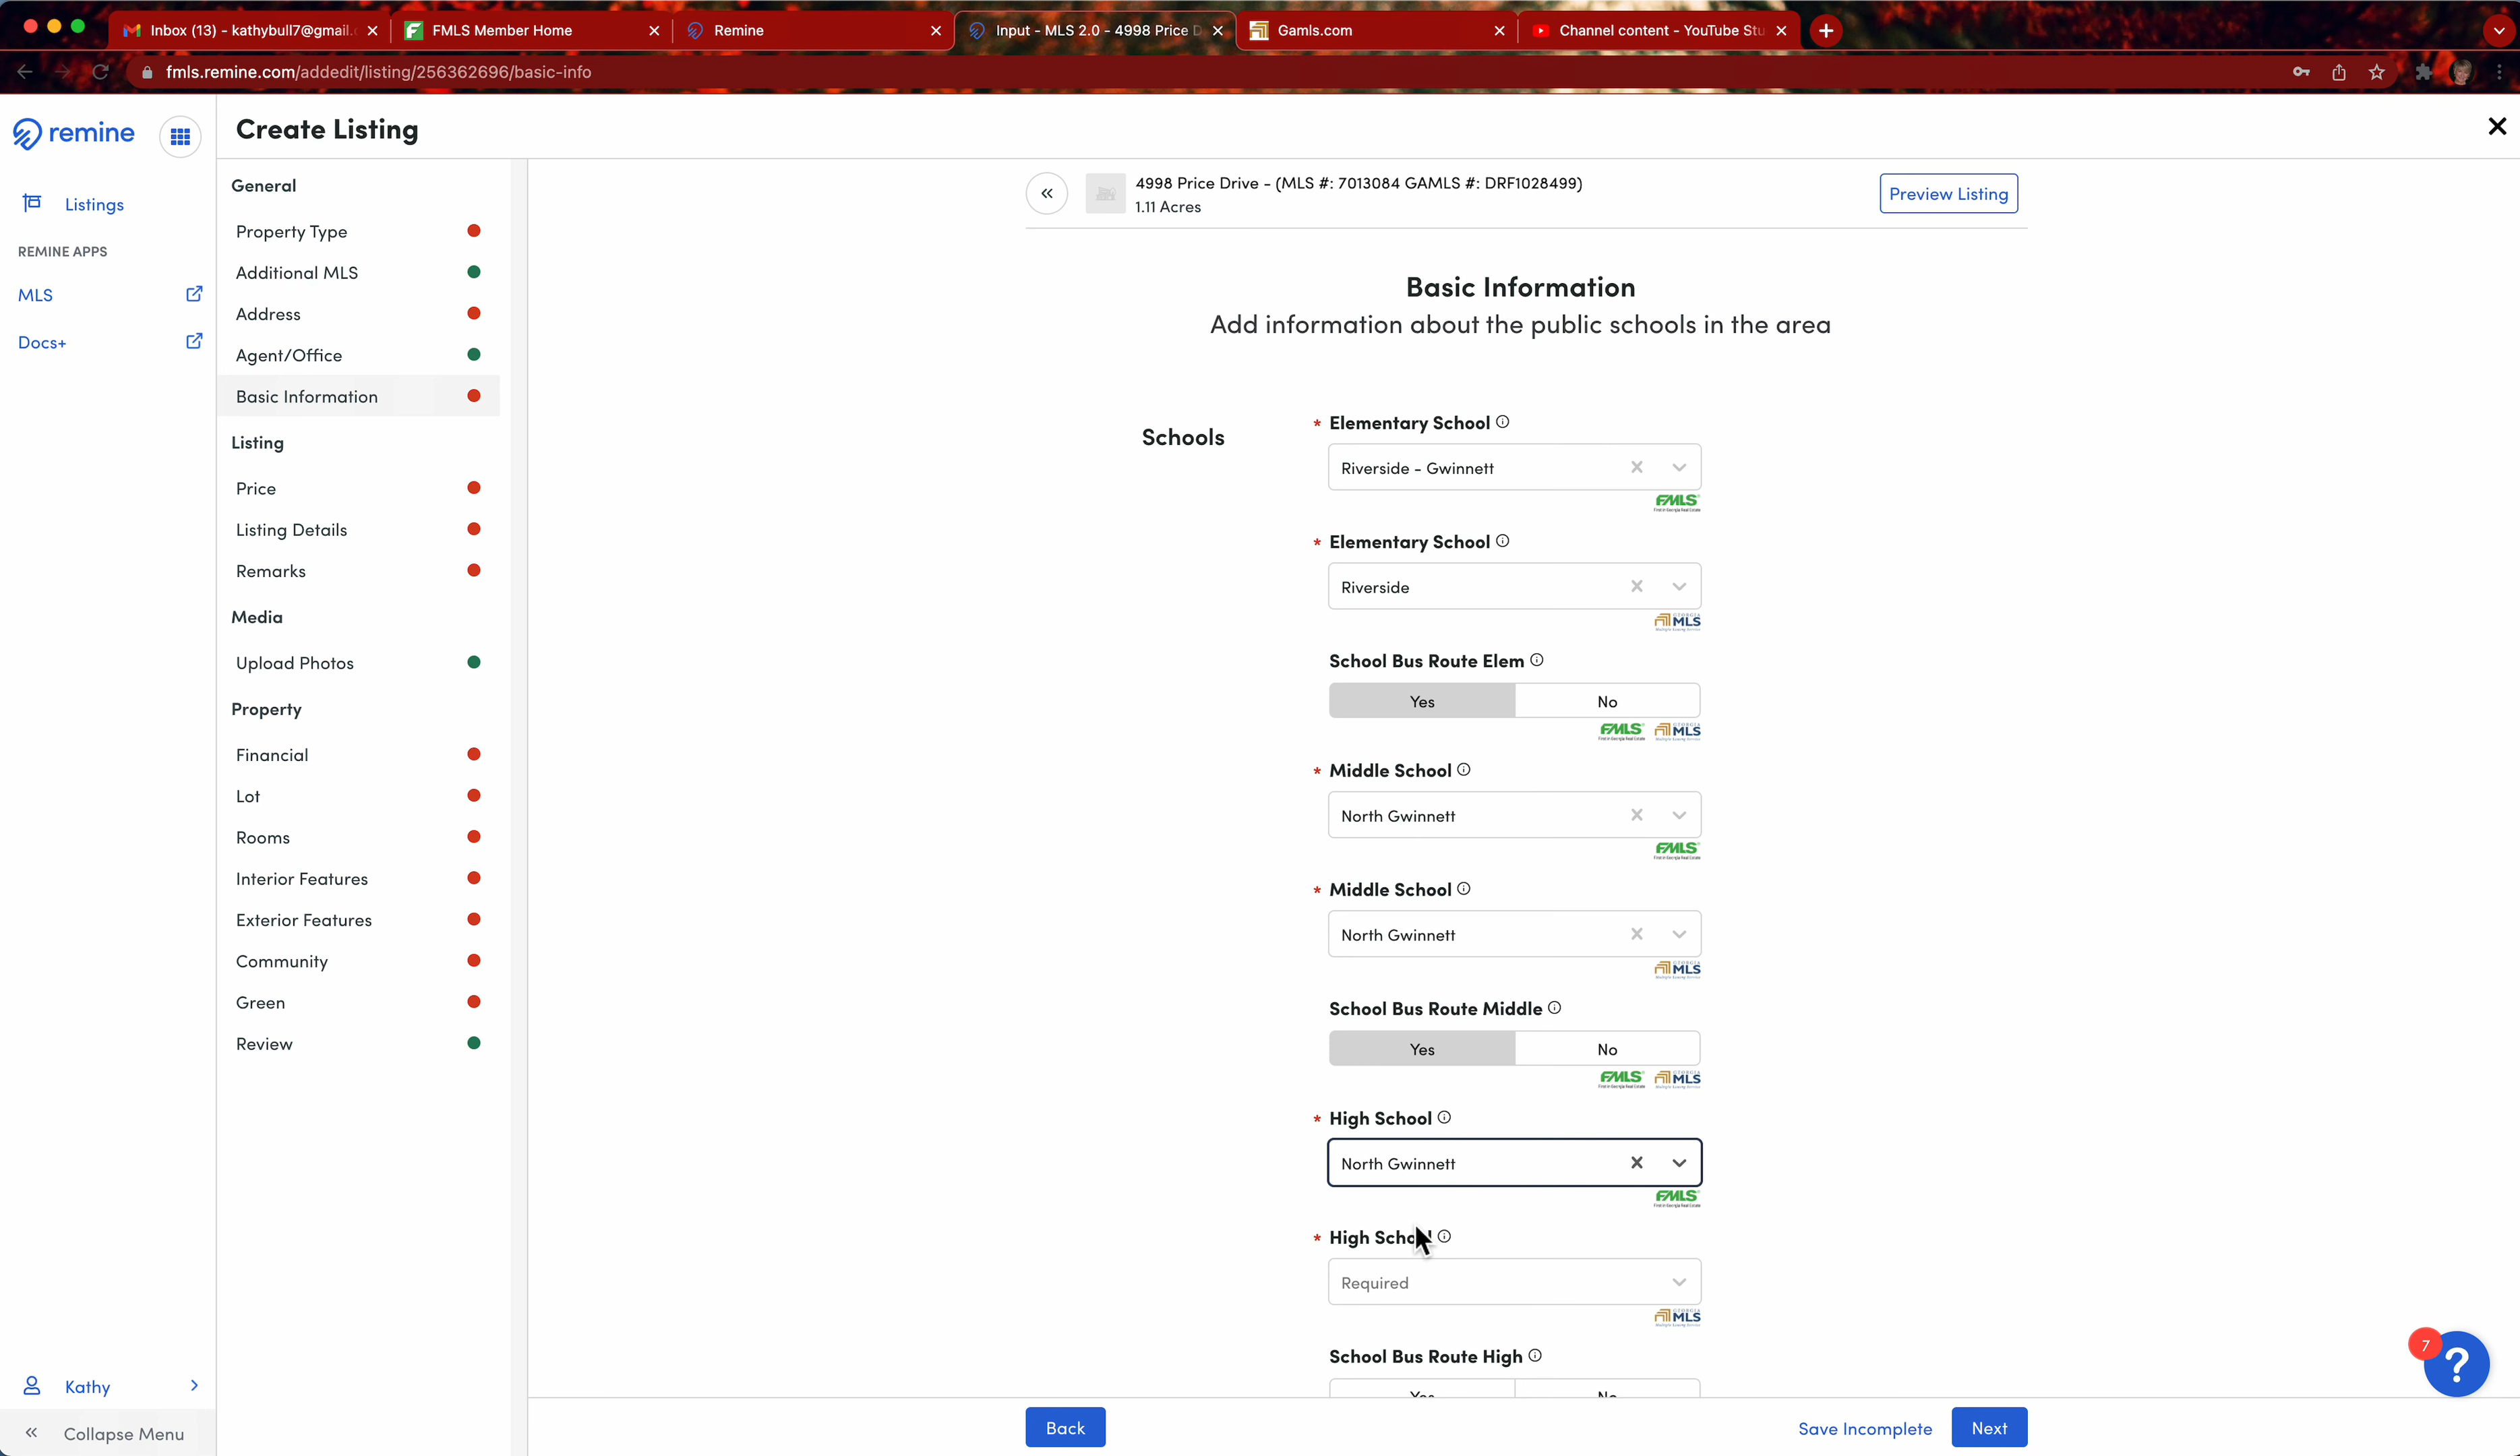 Inbox (13) - kathybull7@gmail.
FMLS Member Home
Remine
Input - MLS 2.0 - 4998 Price D
Gamls.com
Channel content - YouTube Stu
fmls.remine.com/addedit/listing/256362696/basic-info
remine
Create Listing
Listings
REMINE APPS
MLS
Docs+
General
Property Type
Additional MLS
Address
Agent/Office
Basic Information
Listing
Price
Listing Details
Remarks
Media
Upload Photos
Property
Financial
Lot
Rooms
Interior Features
Exterior Features
Community
Green
Review
Kathy
Collapse Menu
4998 Price Drive - (MLS #: 7013084 GAMLS #: DRF1028499)
1.11 Acres
Preview Listing
Basic Information
Add information about the public schools in the area
Schools
* Elementary School
Riverside - Gwinnett
FMLS
* Elementary School
Riverside
GEORGIA MLS
School Bus Route Elem
Yes No
FMLS GEORGIA MLS
* Middle School
North Gwinnett
FMLS
* Middle School
North Gwinnett
GEORGIA MLS
School Bus Route Middle
Yes No
FMLS GEORGIA MLS
* High School
North Gwinnett
FMLS
* High School
Required
GEORGIA MLS
School Bus Route High
Yes No
Back
Save Incomplete
Next
7
?